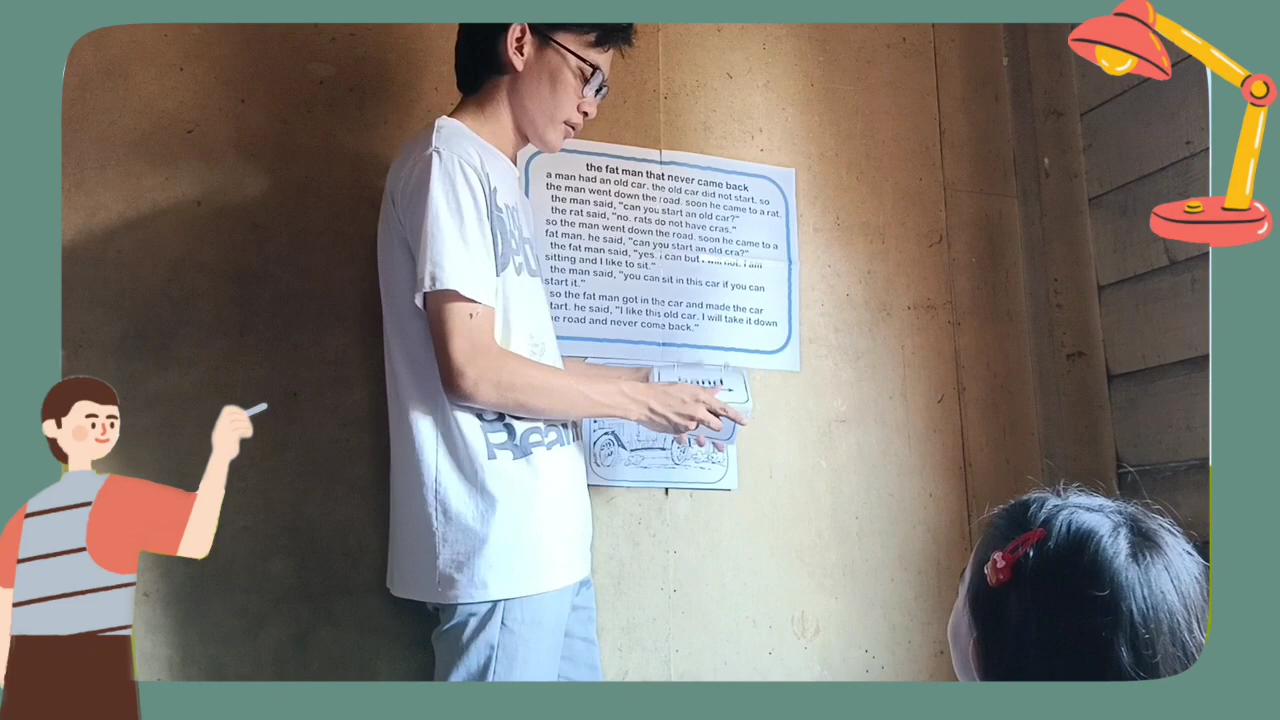 the fat man that never came back
a man had an old car. the old car did not start. so
the man went down the road. soon he came to a rat.
the man said, "can you start an old car?"
the rat said, "no. rats do not have cras."
so the man went down the road. soon he came to a
fat man. he said, "can you start an old cra?"
the fat man said, "yes. i can but i will not. I am
sitting and I like to sit."
the man said, "you can sit in this car if you can
start it."
so the fat man got in the car and made the car
start. he said, "I like this old car. I will take it down
road and never come back."